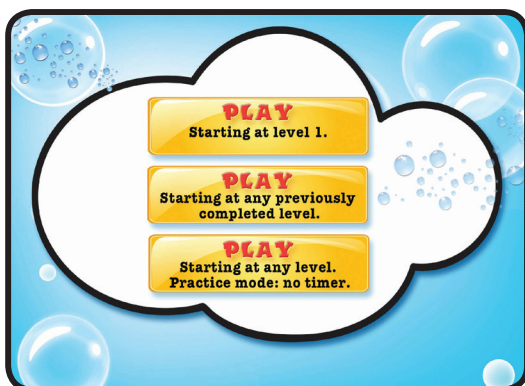 PLAY
Starting at level 1.
PLAY
Starting at any previously
completed level.
PLAY
Starting at any level.
Practice mode: no timer.